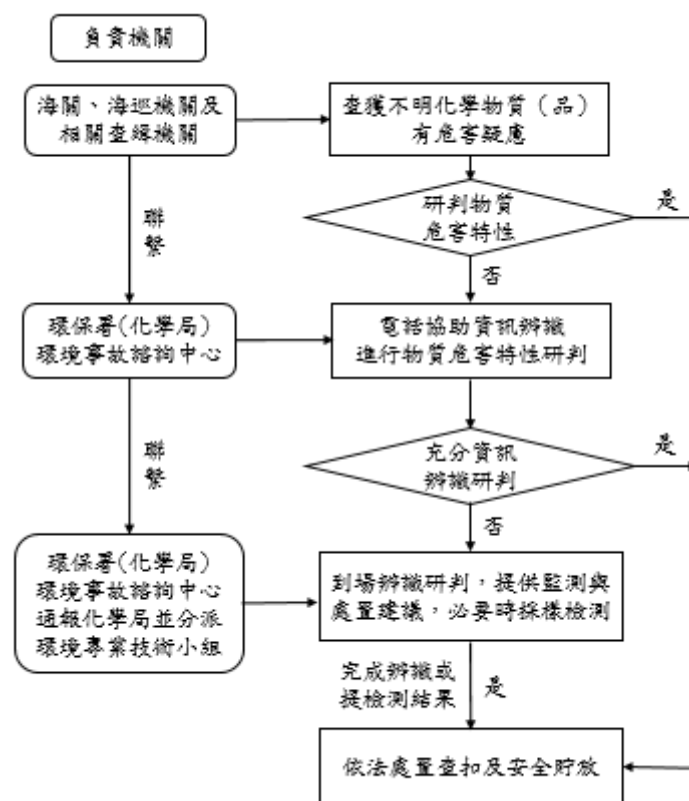 負責機關
海關、海巡機關及
相關查緝機關
查獲不明化學物質（品）
有危害疑慮
研判物質
危害特性
是
聯
繫
否
環保署(化學局)
環境事故諮詢中心
電話協助資訊辨識
進行物質危害特性研判
聯
繫
充分資訊
辨識研判
是
否
環保署(化學局)
環境事故諮詢中心
通報化學局並分派
環境專業技術小組
到場辨識研判，提供監測與
處置建議，必要時採樣檢測
完成辨識或
提檢測結果
是
依法處置查扣及安全貯放